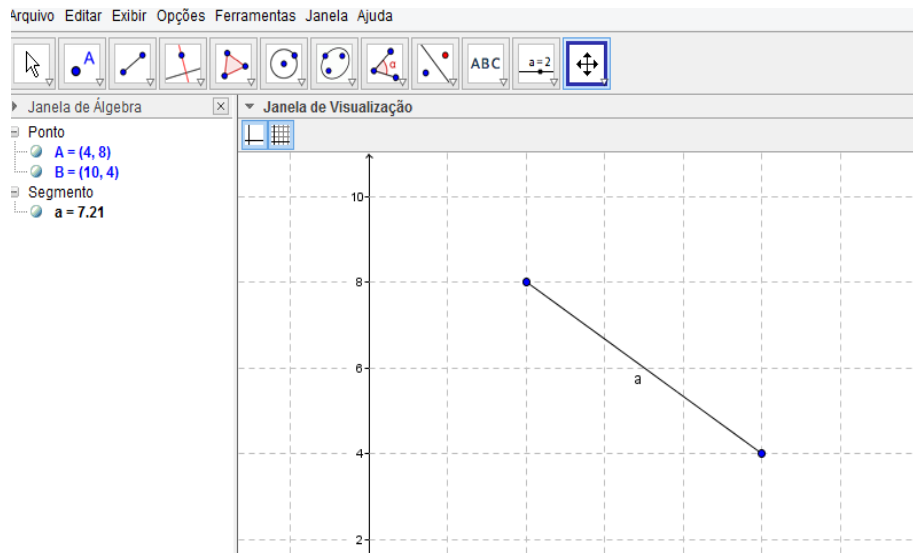 Arquivo Editar Exibir Opções Ferramentas Janela Ajuda
A
α
ABC
a=2
Janela de Álgebra
Janela de Visualização
Ponto
A = (4, 8)
B = (10, 4)
Segmento
a = 7.21
10
8
6
a
4
2